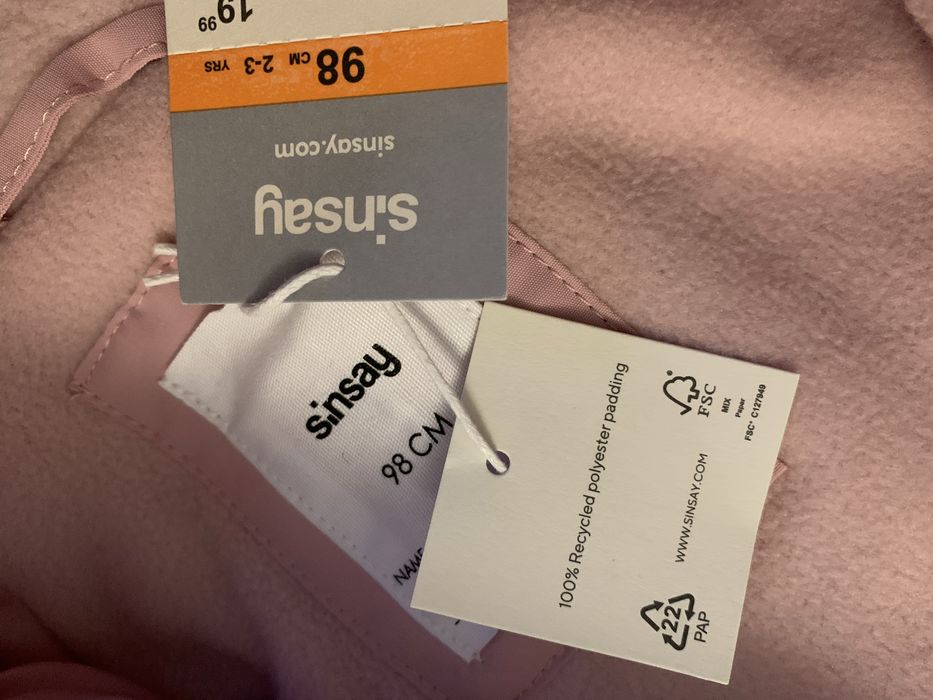 19 99
98 CM 2-3 YRS
sinsay.com
sinsay
sinsay
98 CM
NAM
100% Recycled polyester padding
FSC
MIX
Paper
FSC® C127949
WWW.SINSAY.COM
22
PAP